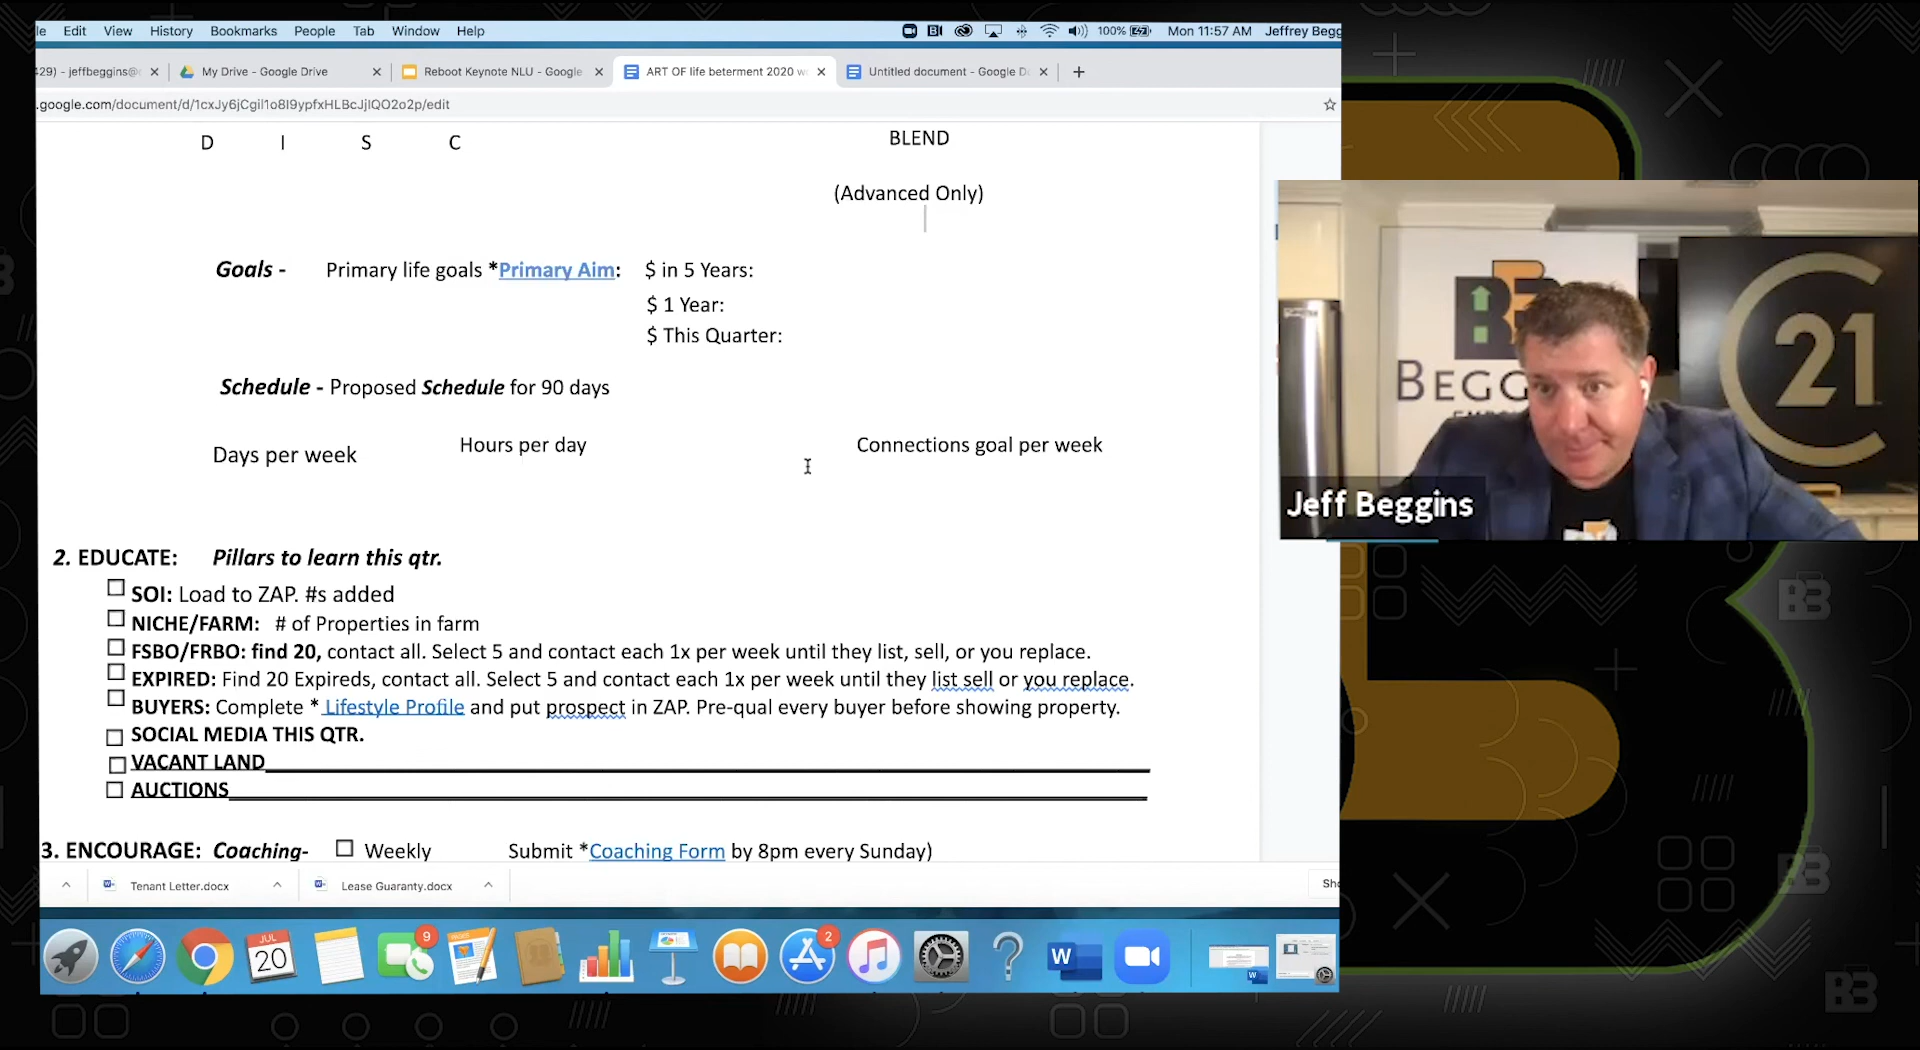 le Edit View History Bookmarks People Tab Window Help 100% Mon 11:57 AM Jeffrey Begg
429) - jeffbeggins@ My Drive - Google Drive Reboot Keynote NLU - Google ART OF life beterment 2020 w Untitled document - Google D
.google.com/document/d/1cxJy6jCgil1o8I9ypfxHLBcJjIQO2o2p/edit
D I S C BLEND
(Advanced Only)
Goals - Primary life goals *Primary Aim: $ in 5 Years:
$ 1 Year:
$ This Quarter:
Schedule - Proposed Schedule for 90 days
Days per week Hours per day Connections goal per week
2. EDUCATE: Pillars to learn this qtr.
SOI: Load to ZAP. #s added
NICHE/FARM: # of Properties in farm
FSBO/FRBO: find 20, contact all. Select 5 and contact each 1x per week until they list, sell, or you replace.
EXPIRED: Find 20 Expireds, contact all. Select 5 and contact each 1x per week until they list sell or you replace.
BUYERS: Complete * Lifestyle Profile and put prospect in ZAP. Pre-qual every buyer before showing property.
SOCIAL MEDIA THIS QTR.
VACANT LAND
AUCTIONS
3. ENCOURAGE: Coaching- Weekly Submit *Coaching Form by 8pm every Sunday)
Tenant Letter.docx Lease Guaranty.docx Sho
9 2
JUL
20
PAGES
W
BEGG
C21
Jeff Beggins